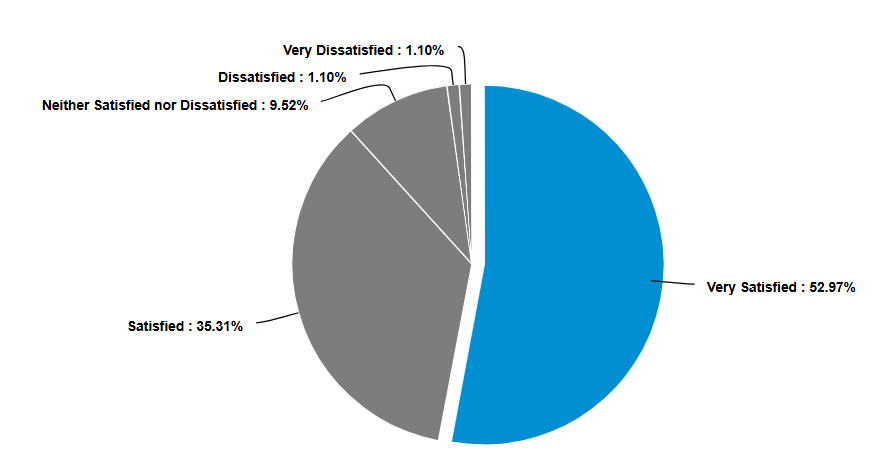 Very Dissatisfied : 1.10%
Dissatisfied : 1.10%
Neither Satisfied nor Dissatisfied : 9.52%
Very Satisfied : 52.97%
Satisfied : 35.31%